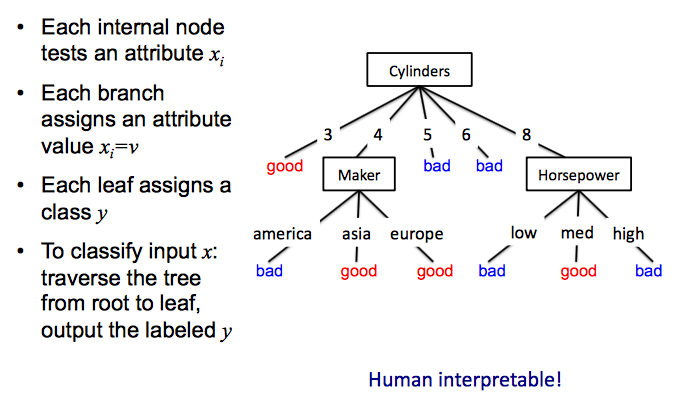 • Each internal node
tests an attribute xᵢ
• Each branch
assigns an attribute
value xᵢ=v
• Each leaf assigns a
class y
• To classify input x:
traverse the tree
from root to leaf,
output the labeled y
Cylinders
3 4 5 6 8
good Maker bad bad Horsepower
america asia europe low med high
bad good good bad good bad
Human interpretable!